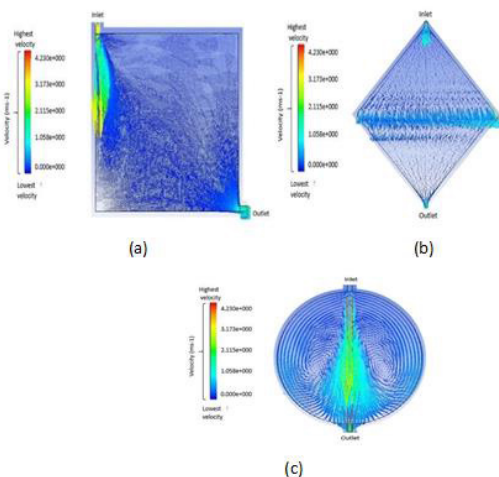 Inlet
Highest
velocity
4.230e+000
3.173e+000
2.115e+000
1.058e+000
0.000e+000
Velocity (ms-1)
Lowest
velocity
Outlet
(a)
Inlet
Highest
velocity
4.230e+000
3.173e+000
2.115e+000
1.058e+000
0.000e+000
Velocity (ms-1)
Lowest
velocity
Outlet
(b)
Inlet
Highest
velocity
4.230e+000
3.173e+000
2.115e+000
1.058e+000
0.000e+000
Velocity (ms-1)
Lowest
velocity
Outlet
(c)